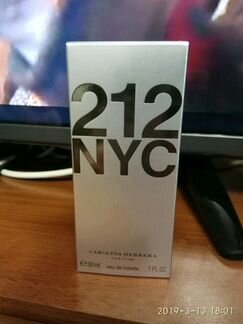 212
NYC
CAROLINA HERRERA
NEW YORK
℮30ml eau de toilette 1 FL.OZ
2019-3-13 18:01